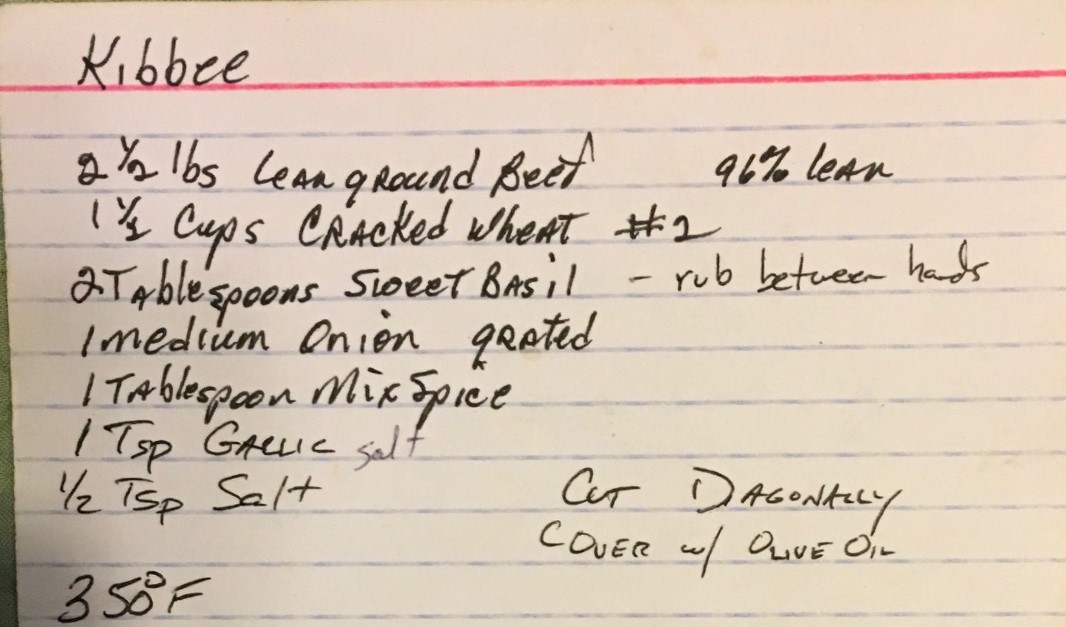 Kibbee
2 1/2 lbs Lean ground Beef 96% lean
1 1/2 Cups Cracked Wheat #2
2 Tablespoons Sweet Basil - rub between hands
1 medium Onion grated
1 Tablespoon Mix Spice
1 Tsp Garlic salt
1/2 Tsp Salt
Cut Dagonally
Cover w/ Olive Oil
350°F